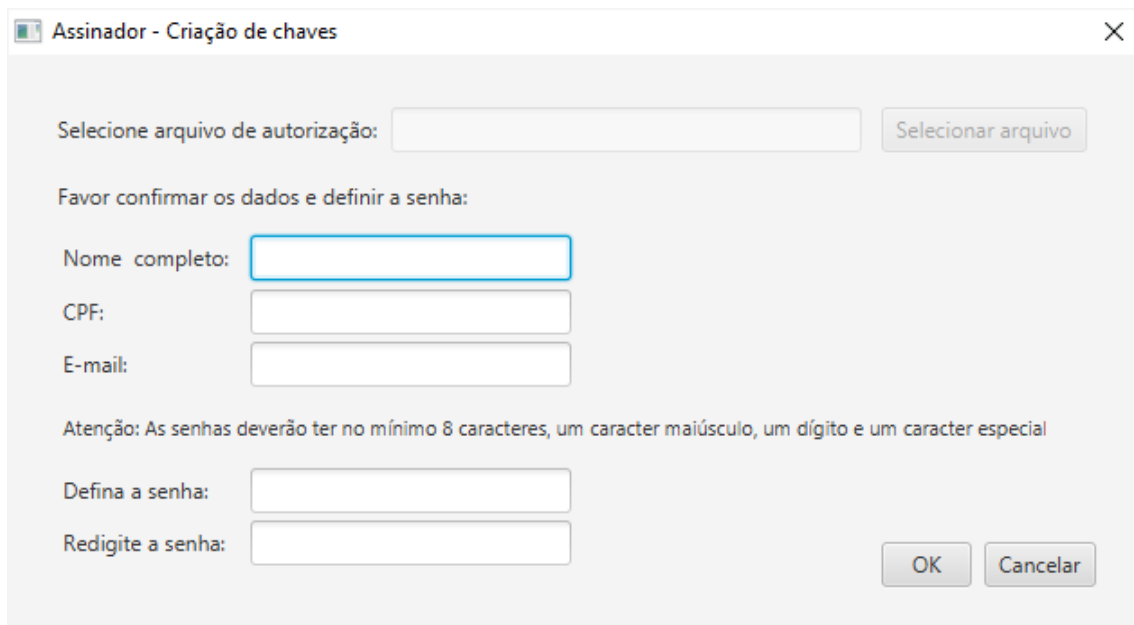 Assinador - Criação de chaves
Selecione arquivo de autorização: Selecionar arquivo
Favor confirmar os dados e definir a senha:
Nome completo:
CPF:
E-mail:
Atenção: As senhas deverão ter no mínimo 8 caracteres, um caracter maiúsculo, um dígito e um caracter especial
Defina a senha:
Redigite a senha:
OK Cancelar